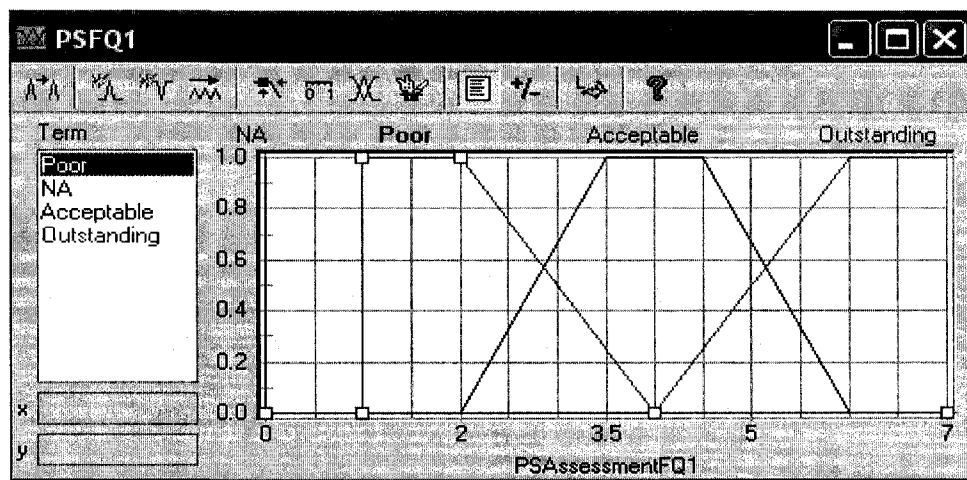 PSFQ1
Term
NA Poor Acceptable Outstanding
Poor
NA
Acceptable
Outstanding
1.0
0.8
0.6
0.4
0.2
0.0
x
y
0 2 3.5 5 7
PSAssessmentFQ1